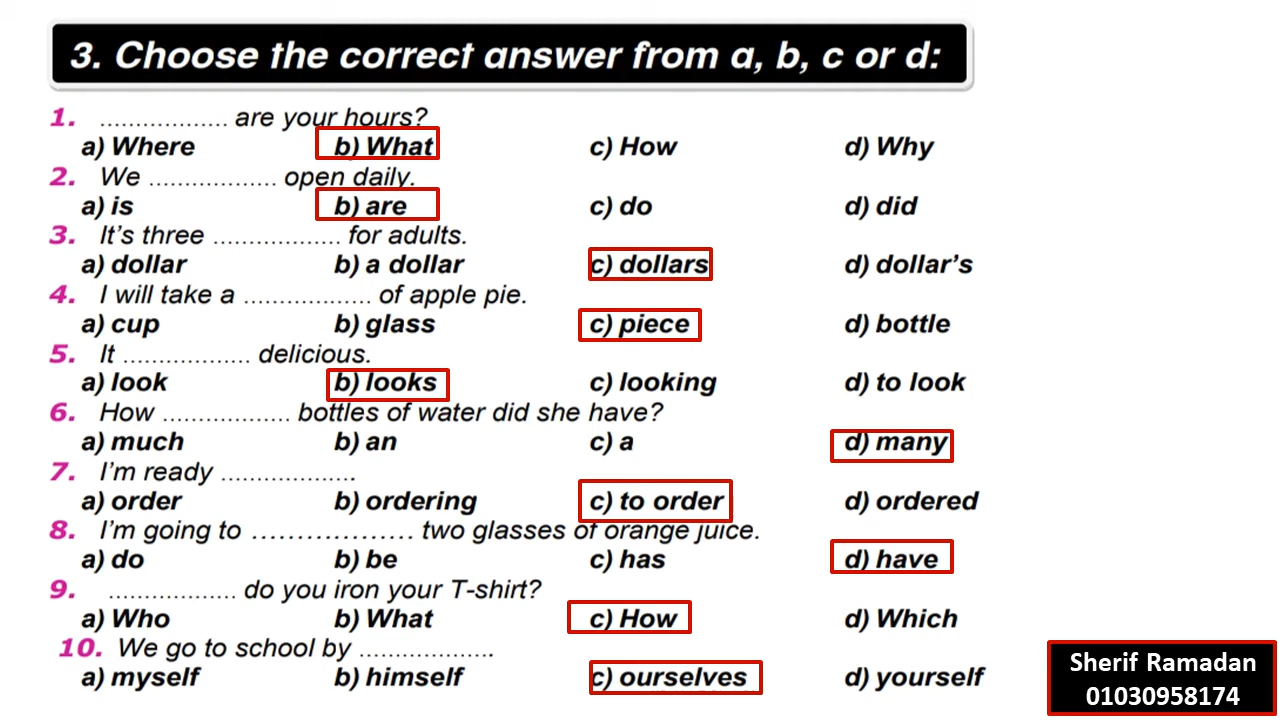 3. Choose the correct answer from a, b, c or d:
1. .................. are your hours?
a) Where b) What c) How d) Why
2. We .................. open daily.
a) is b) are c) do d) did
3. It's three .................. for adults.
a) dollar b) a dollar c) dollars d) dollar's
4. I will take a .................. of apple pie.
a) cup b) glass c) piece d) bottle
5. It .................. delicious.
a) look b) looks c) looking d) to look
6. How .................. bottles of water did she have?
a) much b) an c) a d) many
7. I'm ready ...................
a) order b) ordering c) to order d) ordered
8. I'm going to .................. two glasses of orange juice.
a) do b) be c) has d) have
9. .................. do you iron your T-shirt?
a) Who b) What c) How d) Which
10. We go to school by ...................
a) myself b) himself c) ourselves d) yourself
Sherif Ramadan
01030958174